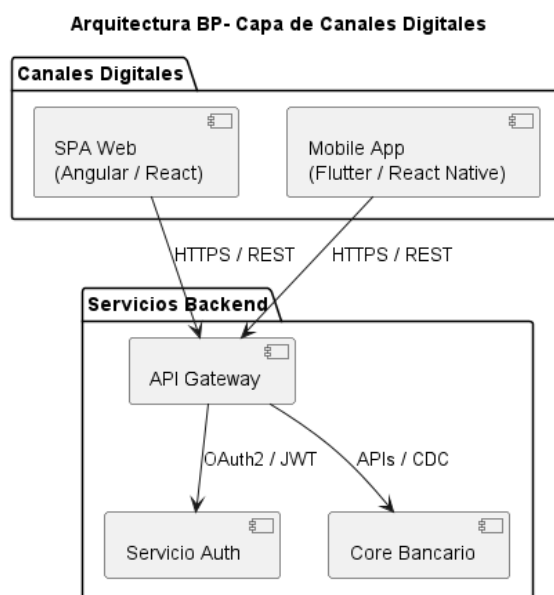 Arquitectura BP- Capa de Canales Digitales
Canales Digitales
SPA Web
(Angular / React)
Mobile App
(Flutter / React Native)
HTTPS / REST
HTTPS / REST
Servicios Backend
API Gateway
OAuth2 / JWT
APIs / CDC
Servicio Auth
Core Bancario